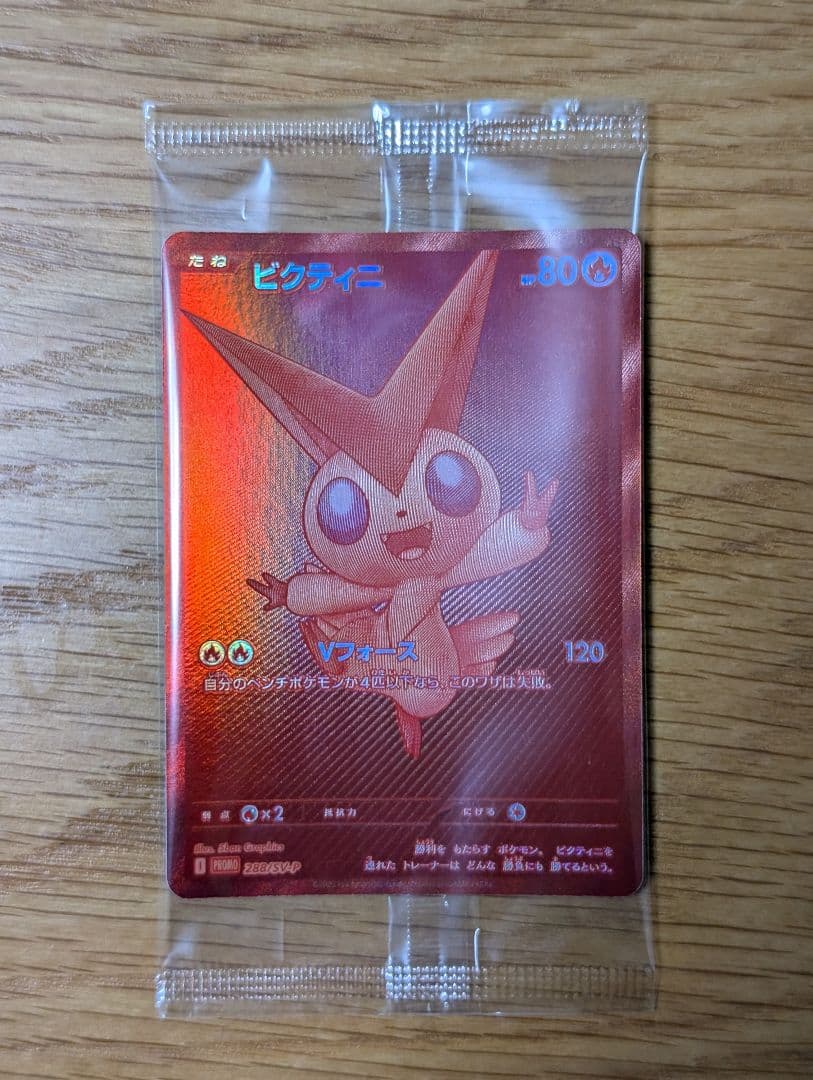 たね ビクティニ HP80
Vフォース 120
自分のベンチポケモンが4匹以下なら、このワザは失敗。
弱点 ×2 抵抗力 にげる
Illus. 5ban Graphics
勝利を もたらす ポケモン。 ビクティニを
I PROMO 288/SV-P
連れた トレーナーは どんな 勝負にも 勝てるという。